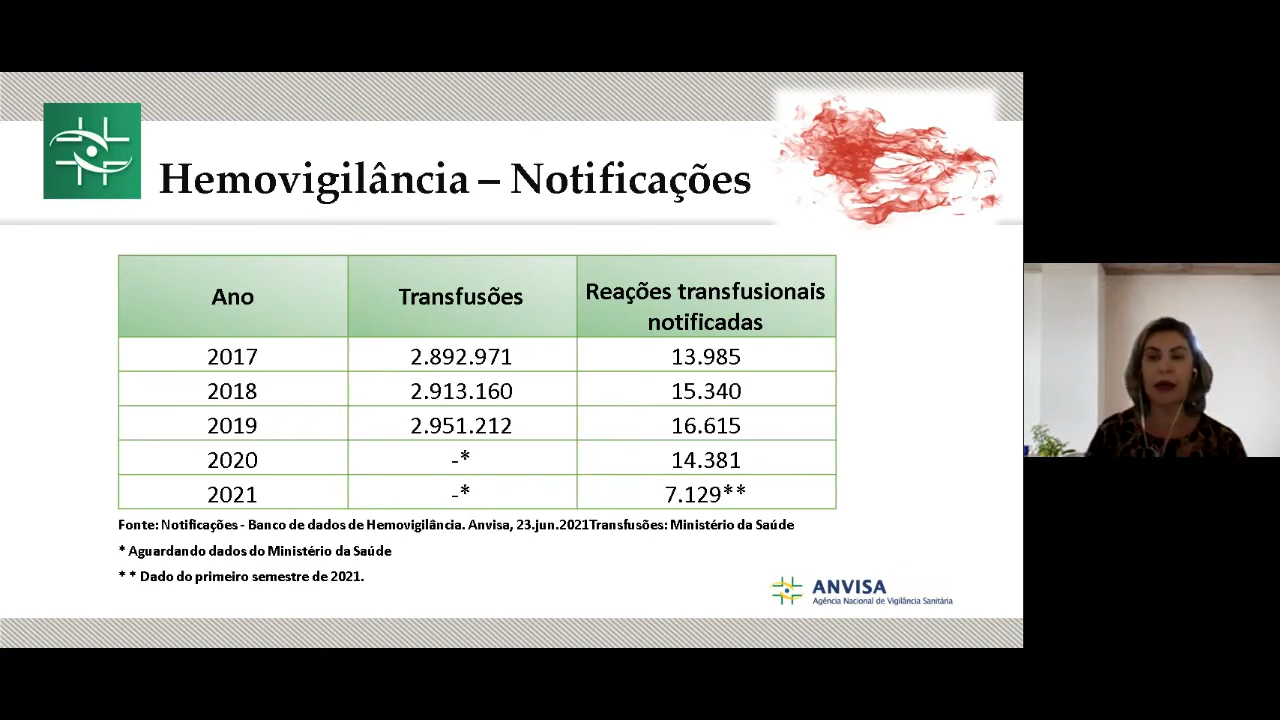 Hemovigilância – Notificações
Ano Transfusões Reações transfusionais notificadas
2017 2.892.971 13.985
2018 2.913.160 15.340
2019 2.951.212 16.615
2020 -* 14.381
2021 -* 7.129**
Fonte: Notificações - Banco de dados de Hemovigilância. Anvisa, 23.jun.2021Transfusões: Ministério da Saúde
* Aguardando dados do Ministério da Saúde
* * Dado do primeiro semestre de 2021.
ANVISA
Agência Nacional de Vigilância Sanitária